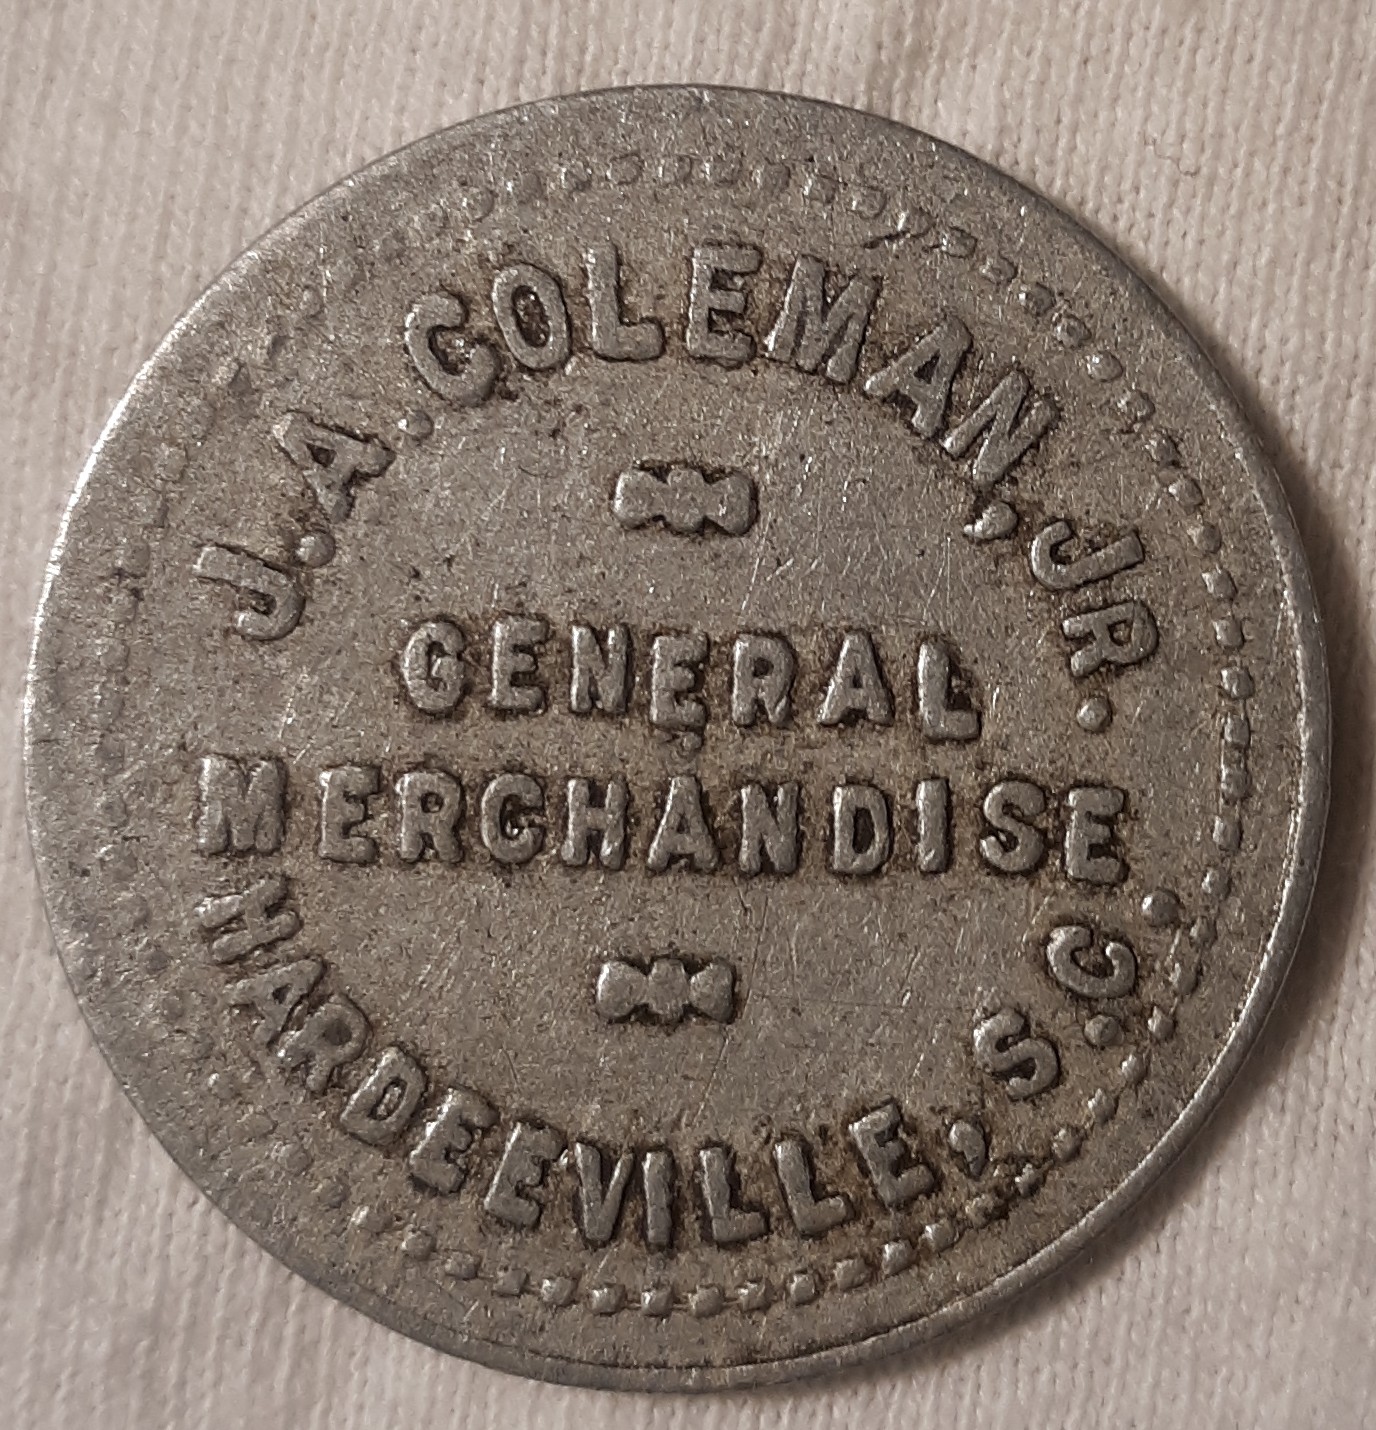 J.A. COLEMAN, JR.
GENERAL
MERCHANDISE.
HARDEEVILLE, S.C.